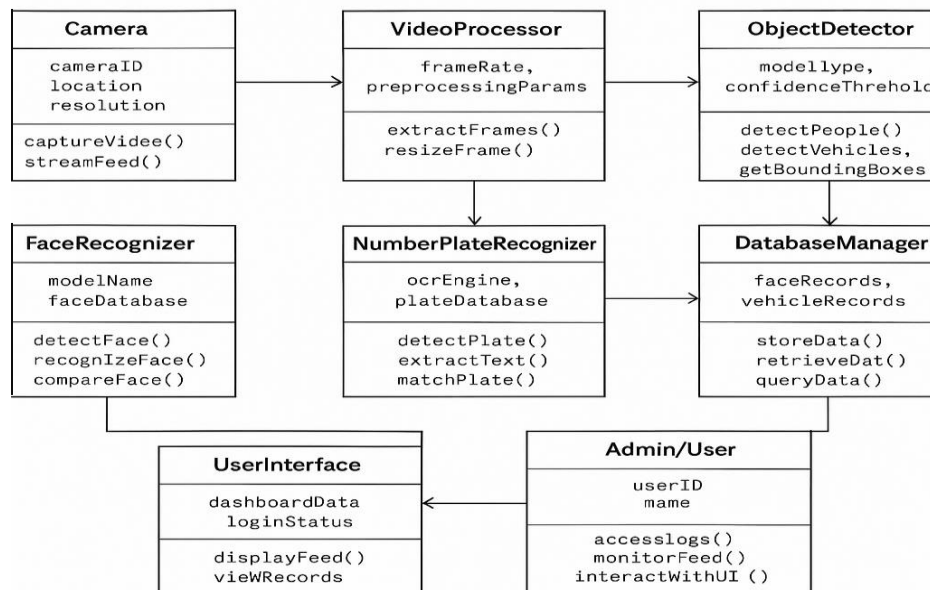 Camera
cameraID
location
resolution
captureVidee()
streamFeed()
VideoProcessor
frameRate,
preprocessingParams
extractFrames()
resizeFrame()
ObjectDetector
modellype,
confidenceThrehold
detectPeople()
detectVehicles,
getBoundingBoxes
FaceRecognizer
modelName
faceDatabase
detectFace()
recognIzeFace()
compareFace()
NumberPlateRecognizer
ocrEngine,
plateDatabase
detectPlate()
extractText()
matchPlate()
DatabaseManager
faceRecords,
vehicleRecords
storeData()
retrieveDat()
queryData()
UserInterface
dashboardData
loginStatus
displayFeed()
vieWRecords
Admin/User
userID
mame
accesslogs()
monitorFeed()
interactWithUI ()